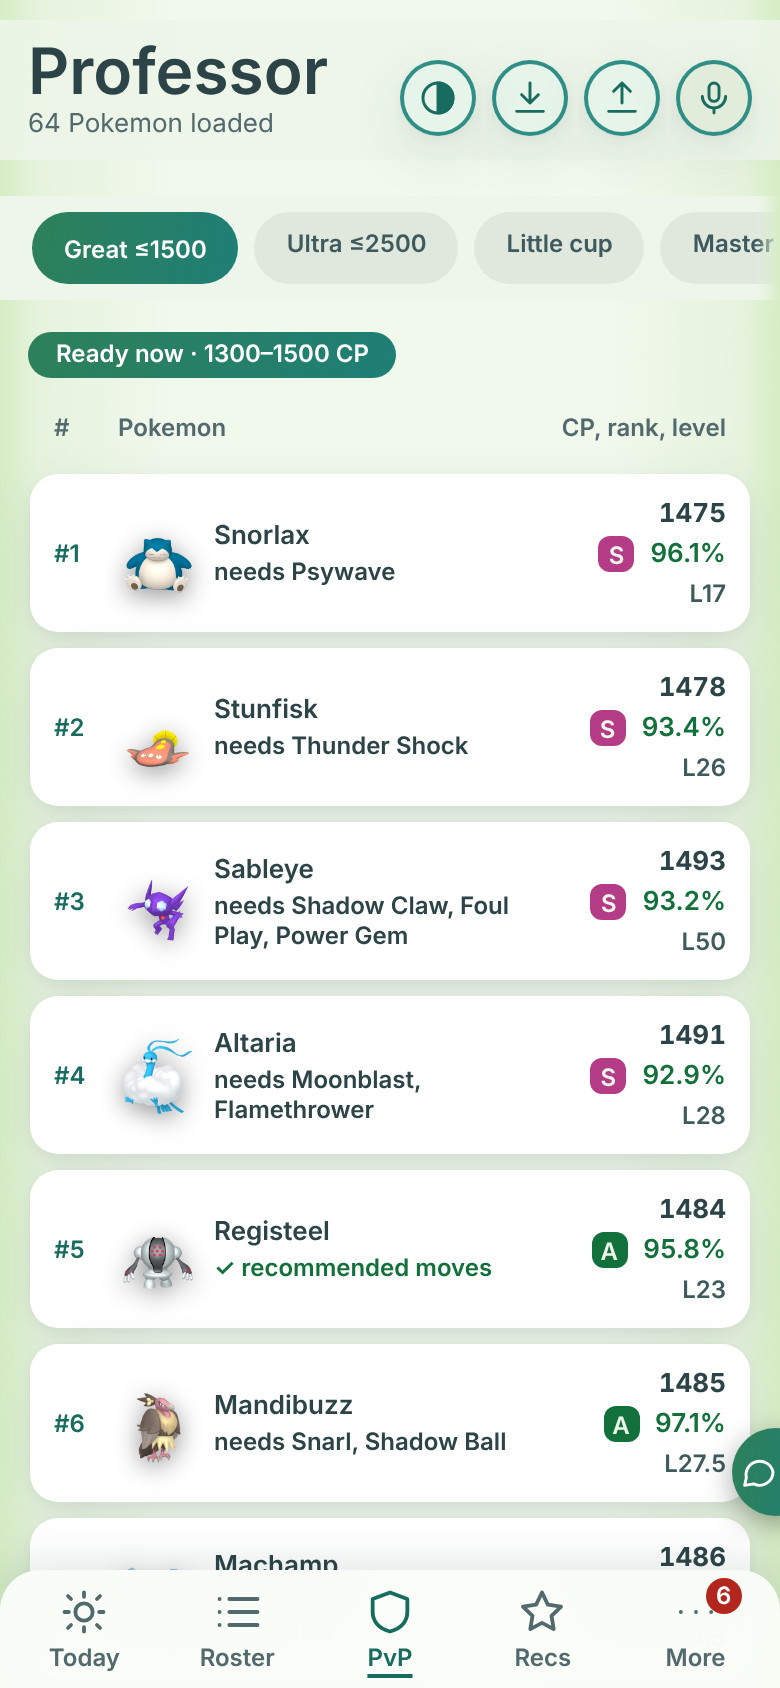 Professor
64 Pokemon loaded
Great ≤1500
Ultra ≤2500
Little cup
Master
Ready now · 1300–1500 CP
# Pokemon CP, rank, level
#1
Snorlax
needs Psywave
1475
S 96.1%
L17
#2
Stunfisk
needs Thunder Shock
1478
S 93.4%
L26
#3
Sableye
needs Shadow Claw, Foul
Play, Power Gem
1493
S 93.2%
L50
#4
Altaria
needs Moonblast,
Flamethrower
1491
S 92.9%
L28
#5
Registeel
✓ recommended moves
1484
A 95.8%
L23
#6
Mandibuzz
needs Snarl, Shadow Ball
1485
A 97.1%
L27.5
Machamp
1486
6
Today
Roster
PvP
Recs
More